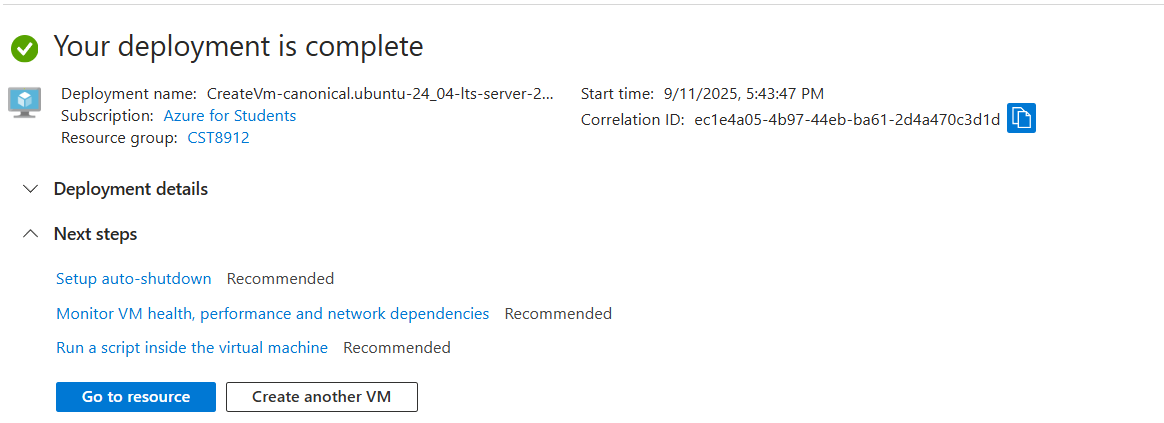 Your deployment is complete
Deployment name: CreateVm-canonical.ubuntu-24_04-lts-server-2...
Subscription: Azure for Students
Resource group: CST8912
Start time: 9/11/2025, 5:43:47 PM
Correlation ID: ec1e4a05-4b97-44eb-ba61-2d4a470c3d1d
Deployment details
Next steps
Setup auto-shutdown Recommended
Monitor VM health, performance and network dependencies Recommended
Run a script inside the virtual machine Recommended
Go to resource Create another VM